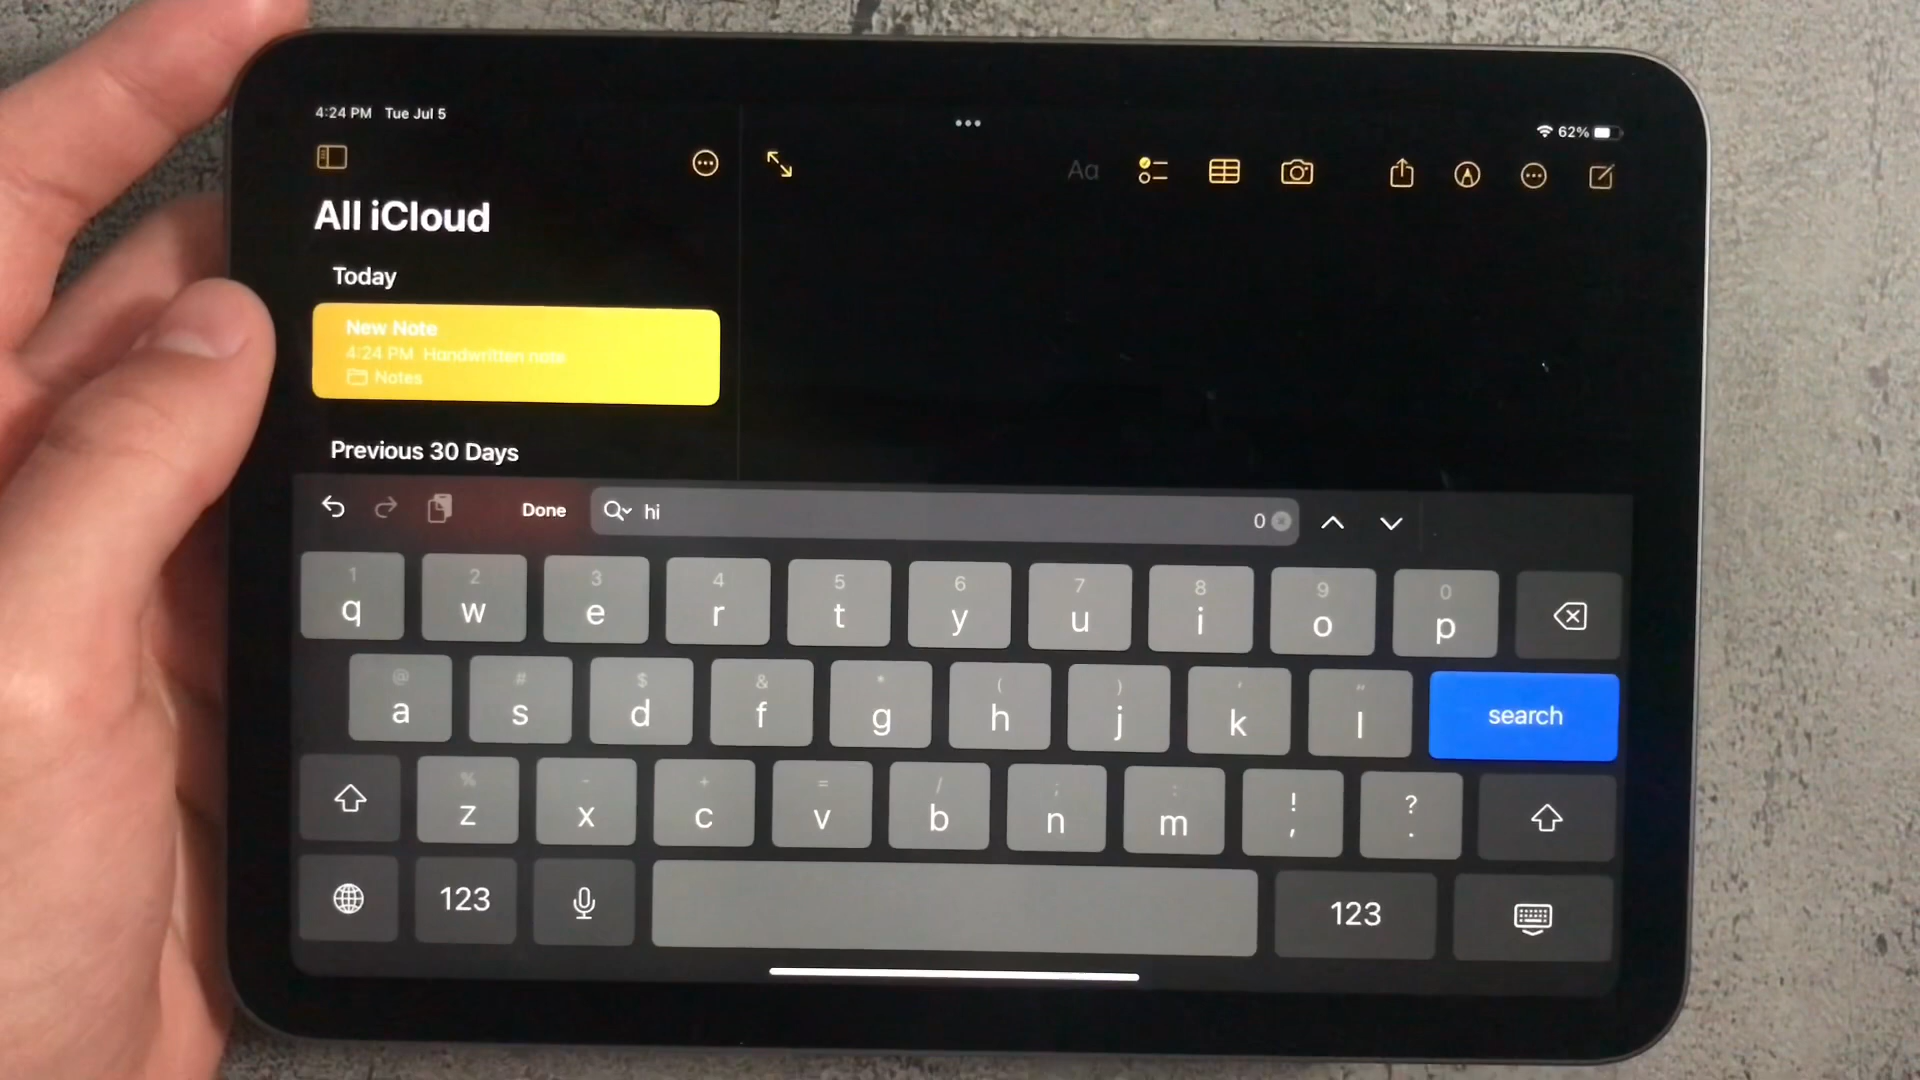 4:24 PM Tue Jul 5
62%
Aa
All iCloud
Today
New Note
4:24 PM Handwritten note
Notes
Previous 30 Days
Done hi 0
1 2 3 4 5 6 7 8 9 0
q w e r t y u i o p
@ # $ & * ( ) ' "
a s d f g h j k l search
% - + = / ; : ! ?
z x c v b n m , .
123 123